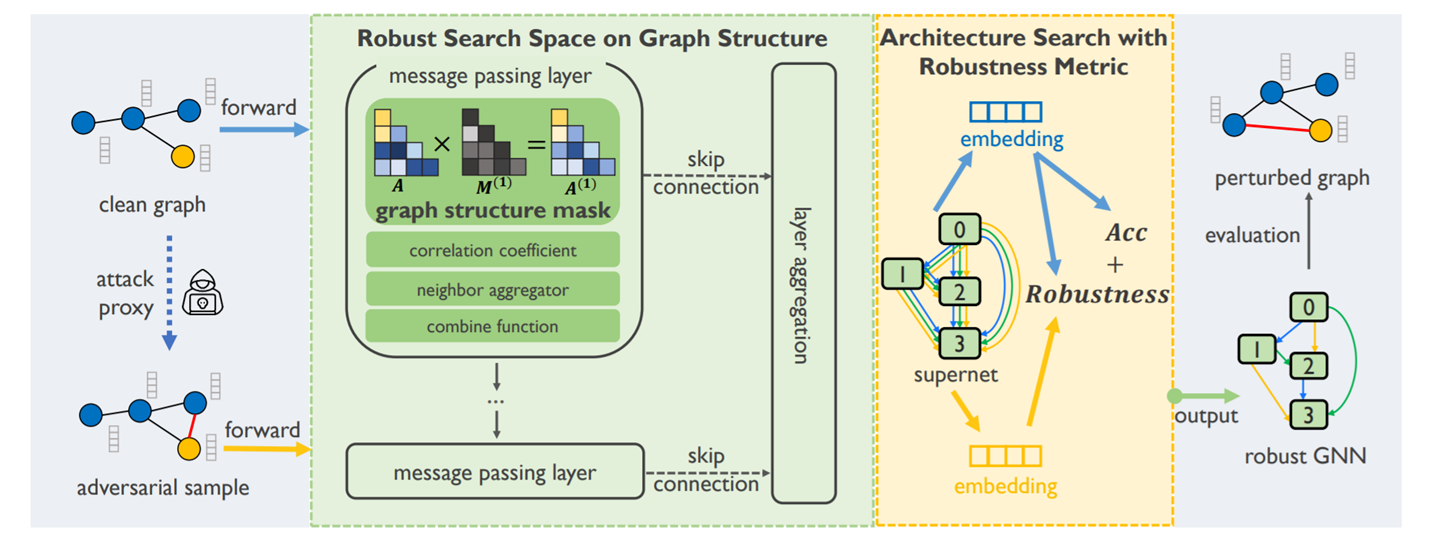 clean graph
forward
attack
proxy
adversarial sample
forward
Robust Search Space on Graph Structure
message passing layer
A
×
M(1)
=
A(1)
graph structure mask
correlation coefficient
neighbor aggregator
combine function
...
message passing layer
skip
connection
skip
connection
layer aggregation
Architecture Search with
Robustness Metric
embedding
0
1
2
3
supernet
Acc
+
Robustness
embedding
output
perturbed graph
evaluation
0
1
2
3
robust GNN